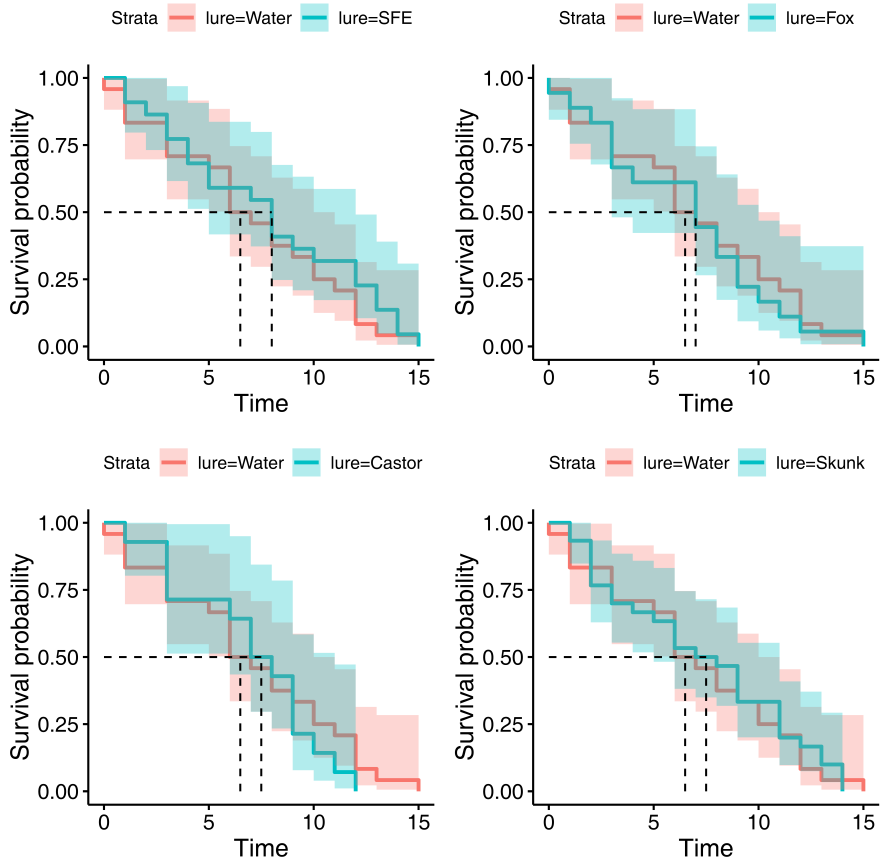 Strata lure=Water lure=SFE
Survival probability
1.00
0.75
0.50
0.25
0.00
0 5 10 15
Time
Strata lure=Water lure=Fox
Survival probability
1.00
0.75
0.50
0.25
0.00
0 5 10 15
Time
Strata lure=Water lure=Castor
Survival probability
1.00
0.75
0.50
0.25
0.00
0 5 10 15
Time
Strata lure=Water lure=Skunk
Survival probability
1.00
0.75
0.50
0.25
0.00
0 5 10 15
Time